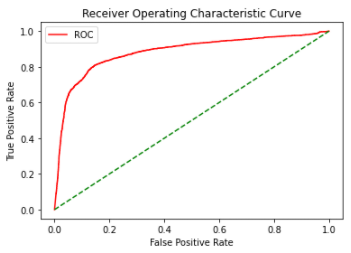 Receiver Operating Characteristic Curve
ROC
True Positive Rate
1.0
0.8
0.6
0.4
0.2
0.0
0.0 0.2 0.4 0.6 0.8 1.0
False Positive Rate